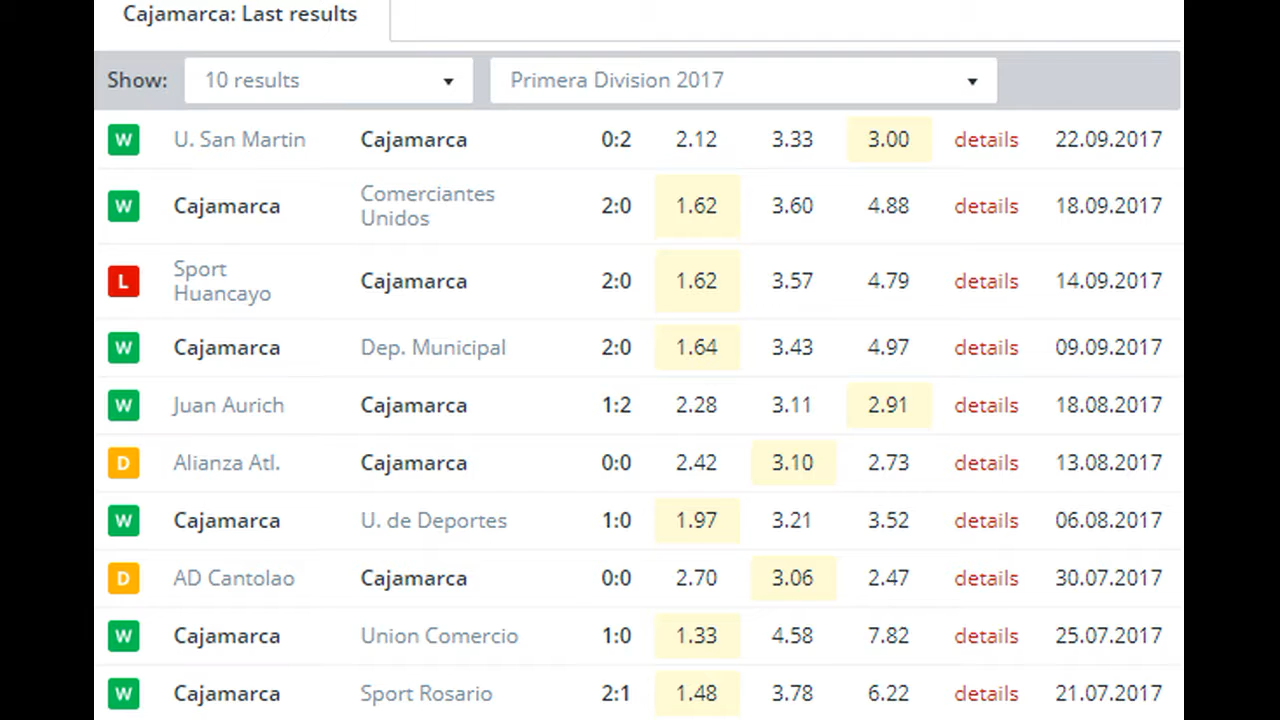 Cajamarca: Last results
Show: 10 results Primera Division 2017
W U. San Martin Cajamarca 0:2 2.12 3.33 3.00 details 22.09.2017
W Cajamarca Comerciantes Unidos 2:0 1.62 3.60 4.88 details 18.09.2017
L Sport Huancayo Cajamarca 2:0 1.62 3.57 4.79 details 14.09.2017
W Cajamarca Dep. Municipal 2:0 1.64 3.43 4.97 details 09.09.2017
W Juan Aurich Cajamarca 1:2 2.28 3.11 2.91 details 18.08.2017
D Alianza Atl. Cajamarca 0:0 2.42 3.10 2.73 details 13.08.2017
W Cajamarca U. de Deportes 1:0 1.97 3.21 3.52 details 06.08.2017
D AD Cantolao Cajamarca 0:0 2.70 3.06 2.47 details 30.07.2017
W Cajamarca Union Comercio 1:0 1.33 4.58 7.82 details 25.07.2017
W Cajamarca Sport Rosario 2:1 1.48 3.78 6.22 details 21.07.2017